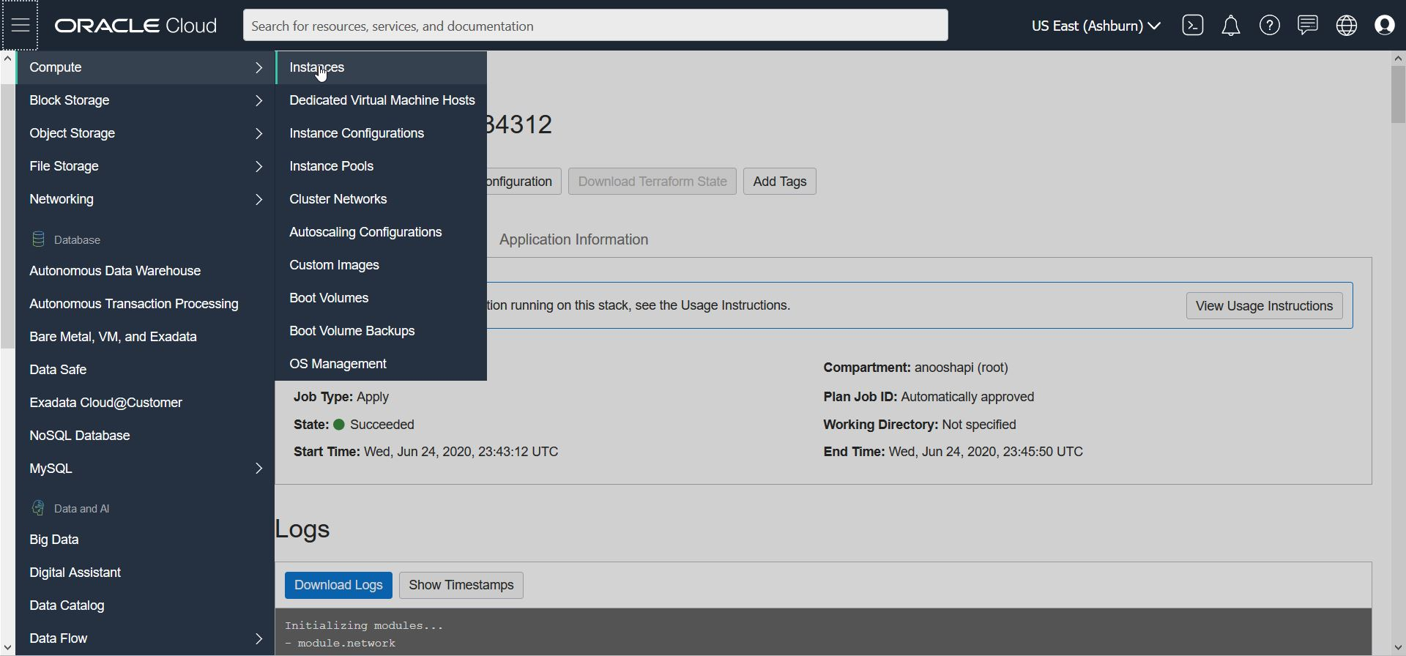 ORACLE Cloud
Search for resources, services, and documentation
US East (Ashburn)
Compute
Block Storage
Object Storage
File Storage
Networking
Database
Autonomous Data Warehouse
Autonomous Transaction Processing
Bare Metal, VM, and Exadata
Data Safe
Exadata Cloud@Customer
NoSQL Database
MySQL
Data and AI
Big Data
Digital Assistant
Data Catalog
Data Flow
Instances
Dedicated Virtual Machine Hosts
Instance Configurations
Instance Pools
Cluster Networks
Autoscaling Configurations
Custom Images
Boot Volumes
Boot Volume Backups
OS Management
34312
onfiguration
Download Terraform State
Add Tags
Application Information
tion running on this stack, see the Usage Instructions.
View Usage Instructions
Compartment: anooshapi (root)
Job Type: Apply
Plan Job ID: Automatically approved
State: Succeeded
Working Directory: Not specified
Start Time: Wed, Jun 24, 2020, 23:43:12 UTC
End Time: Wed, Jun 24, 2020, 23:45:50 UTC
Logs
Download Logs
Show Timestamps
Initializing modules...
- module.network